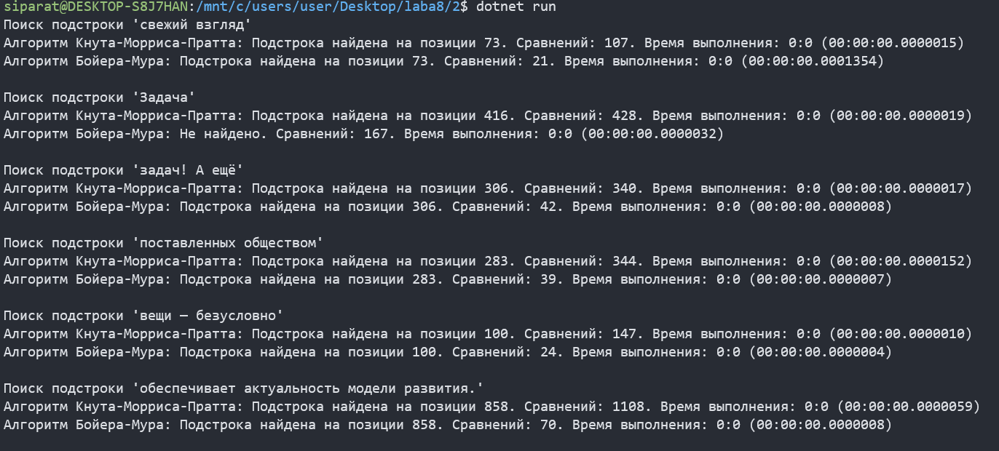 siparat@DESKTOP-S8J7HAN:/mnt/c/users/user/Desktop/laba8/2$ dotnet run
Поиск подстроки 'свежий взгляд'
Алгоритм Кнута-Морриса-Пратта: Подстрока найдена на позиции 73. Сравнений: 107. Время выполнения: 0:0 (00:00:00.0000015)
Алгоритм Бойера-Мура: Подстрока найдена на позиции 73. Сравнений: 21. Время выполнения: 0:0 (00:00:00.0001354)

Поиск подстроки 'Задача'
Алгоритм Кнута-Морриса-Пратта: Подстрока найдена на позиции 416. Сравнений: 428. Время выполнения: 0:0 (00:00:00.0000019)
Алгоритм Бойера-Мура: Не найдено. Сравнений: 167. Время выполнения: 0:0 (00:00:00.0000032)

Поиск подстроки 'задач! А ещё'
Алгоритм Кнута-Морриса-Пратта: Подстрока найдена на позиции 306. Сравнений: 340. Время выполнения: 0:0 (00:00:00.0000017)
Алгоритм Бойера-Мура: Подстрока найдена на позиции 306. Сравнений: 42. Время выполнения: 0:0 (00:00:00.0000008)

Поиск подстроки 'поставленных обществом'
Алгоритм Кнута-Морриса-Пратта: Подстрока найдена на позиции 283. Сравнений: 344. Время выполнения: 0:0 (00:00:00.0000152)
Алгоритм Бойера-Мура: Подстрока найдена на позиции 283. Сравнений: 39. Время выполнения: 0:0 (00:00:00.0000007)

Поиск подстроки 'вещи — безусловно'
Алгоритм Кнута-Морриса-Пратта: Подстрока найдена на позиции 100. Сравнений: 147. Время выполнения: 0:0 (00:00:00.0000010)
Алгоритм Бойера-Мура: Подстрока найдена на позиции 100. Сравнений: 24. Время выполнения: 0:0 (00:00:00.0000004)

Поиск подстроки 'обеспечивает актуальность модели развития.'
Алгоритм Кнута-Морриса-Пратта: Подстрока найдена на позиции 858. Сравнений: 1108. Время выполнения: 0:0 (00:00:00.0000059)
Алгоритм Бойера-Мура: Подстрока найдена на позиции 858. Сравнений: 70. Время выполнения: 0:0 (00:00:00.0000008)